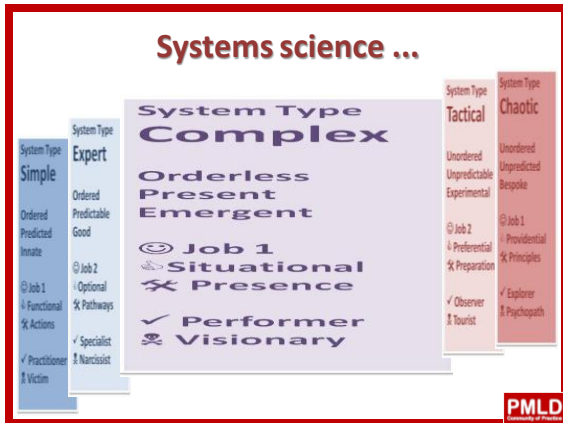 Systems science ...
System Type
Simple
Ordered
Predicted
Innate
☺ Job 1
👍 Functional
🛠 Actions
✓ Practitioner
☠ Victim
System Type
Expert
Ordered
Predictable
Good
☺ Job 2
👍 Optional
🛠 Pathways
✓ Specialist
☠ Narcissist
System Type
Complex
Orderless
Present
Emergent
☺ Job 1
👍 Situational
🛠 Presence
✓ Performer
☠ Visionary
System Type
Tactical
Unordered
Unpredictable
Experimental
☺ Job 2
👍 Preferential
🛠 Preparation
✓ Observer
☠ Tourist
System Type
Chaotic
Unordered
Unpredicted
Bespoke
☺ Job 1
👍 Providential
🛠 Principles
✓ Explorer
☠ Psychopath
PMLD
Community of Practice